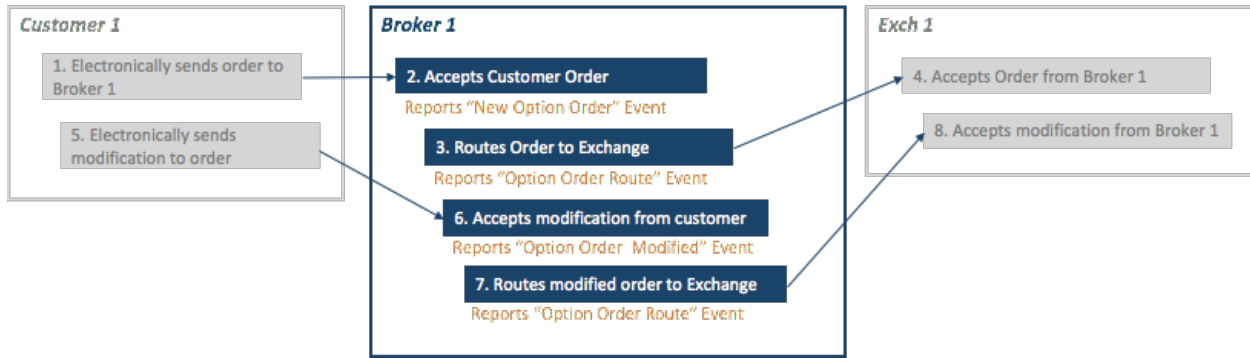 Customer 1
1. Electronically sends order to
Broker 1
5. Electronically sends
modification to order
Broker 1
2. Accepts Customer Order
Reports “New Option Order” Event
3. Routes Order to Exchange
Reports “Option Order Route” Event
6. Accepts modification from customer
Reports “Option Order Modified” Event
7. Routes modified order to Exchange
Reports “Option Order Route” Event
Exch 1
4. Accepts Order from Broker 1
8. Accepts modification from Broker 1